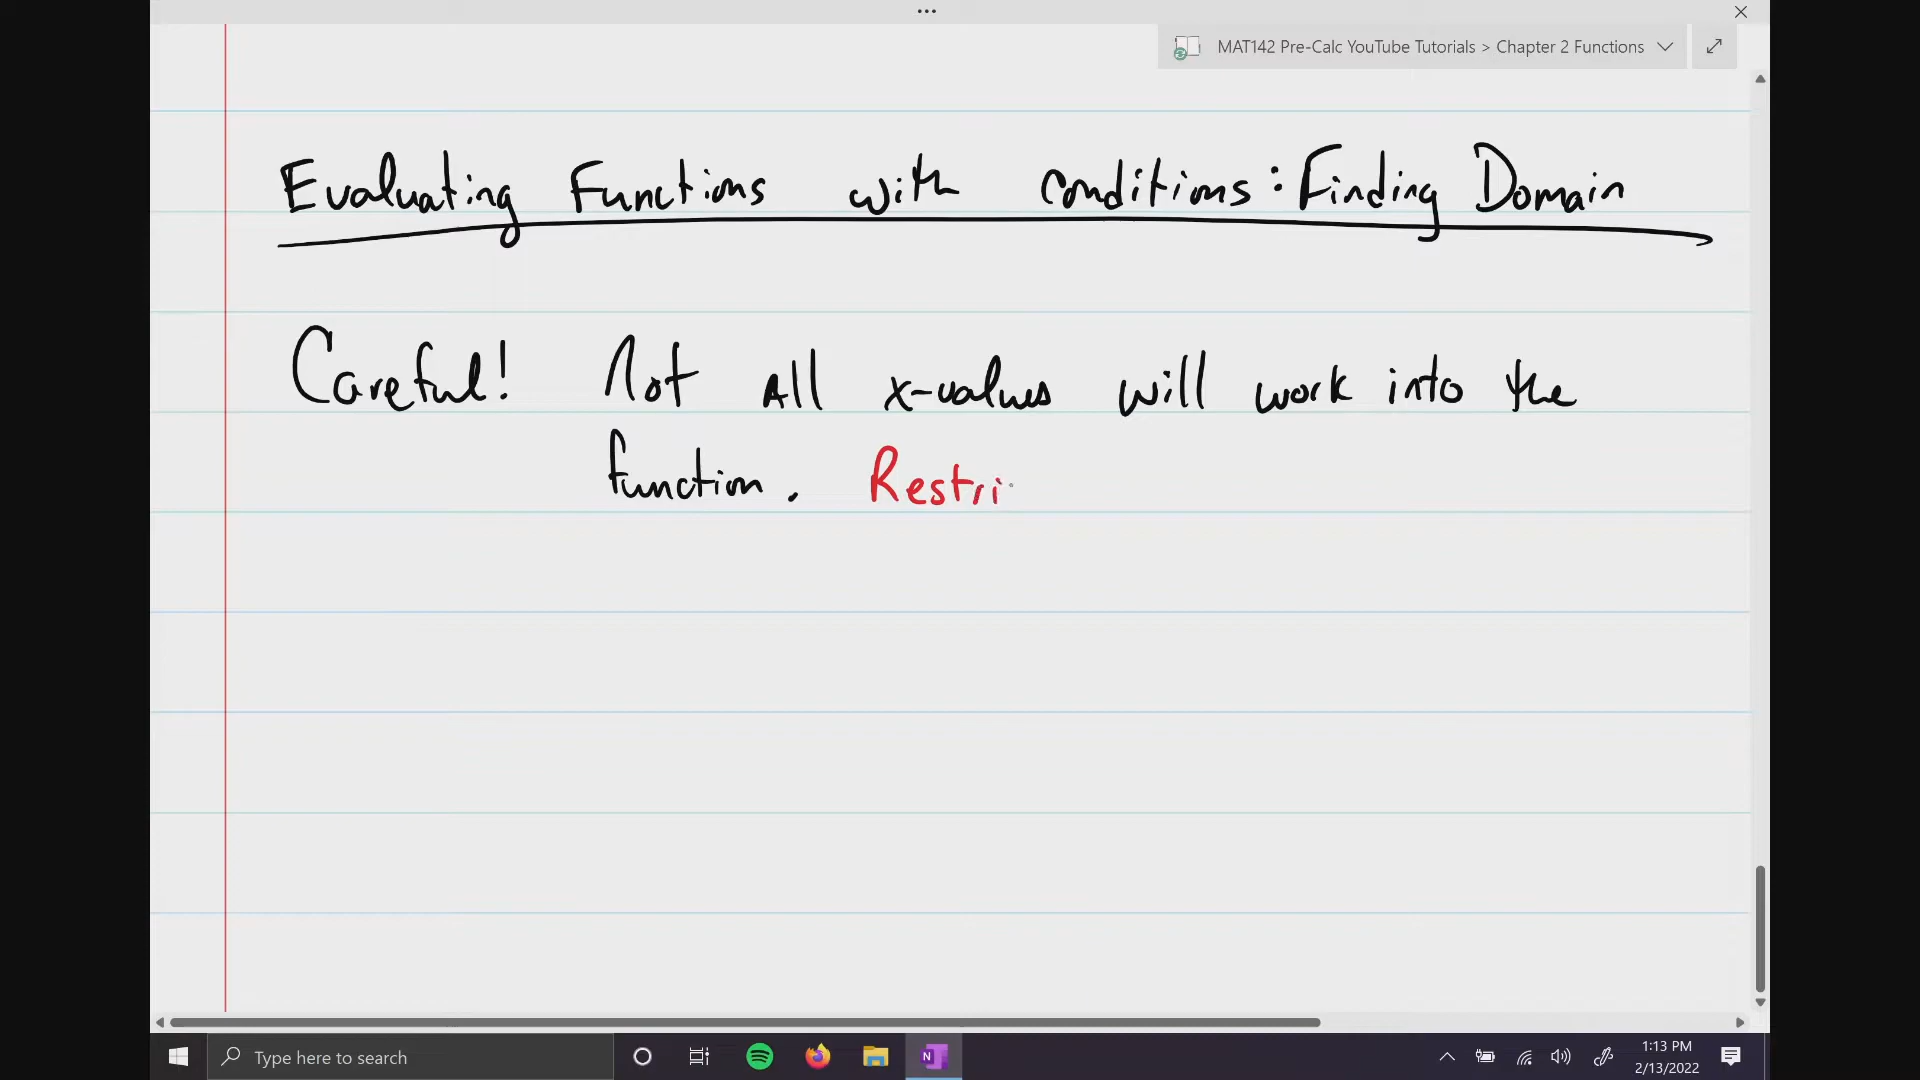 MAT142 Pre-Calc YouTube Tutorials > Chapter 2 Functions
Evaluating Functions with conditions: Finding Domain
Careful! Not All x-values will work into the
function. Restri
Type here to search
N
1:13 PM
2/13/2022